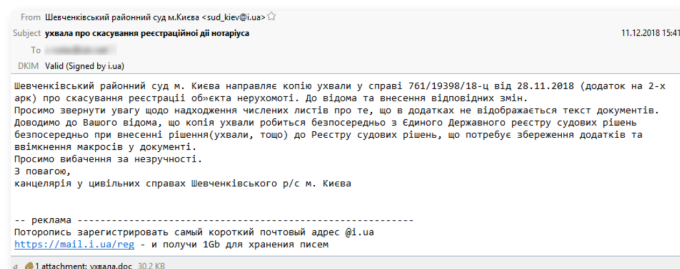 From Шевченківський районний суд м.Києва <sud_kiev@i.ua>
Subject ухвала про скасування реєстраційної дії нотаріуса 11.12.2018 15:41
To
DKIM Valid (Signed by i.ua)
Шевченківський районний суд м. Києва направляє копію ухвали у справі 761/19398/18-ц від 28.11.2018 (додаток на 2-х
арк) про скасування реєстрації об»єкта нерухомоті. До відома та внесення відповідних змін.
Просимо звернути увагу щодо надходження числених листів про те, що в додатках не відображається текст документів.
Доводимо до Вашого відома, що копія ухвали робиться безпосередньо з Єдиного Державного реєстру судових рішень
безпосередньо при внесенні рішення(ухвали, тощо) до Реєстру судових рішень, що потребує збереження додатків та
ввімкнення макросів у документі.
Просимо вибачення за незручності.
З повагою,
канцелярія у цивільних справах Шевченківського р/с м. Києва
-- реклама -----------------------------------------------------------
Поторопись зарегистрировать самый короткий почтовый адрес @i.ua
https://mail.i.ua/reg - и получи 1Gb для хранения писем
1 attachment: ухвала.doc 30.2 KB